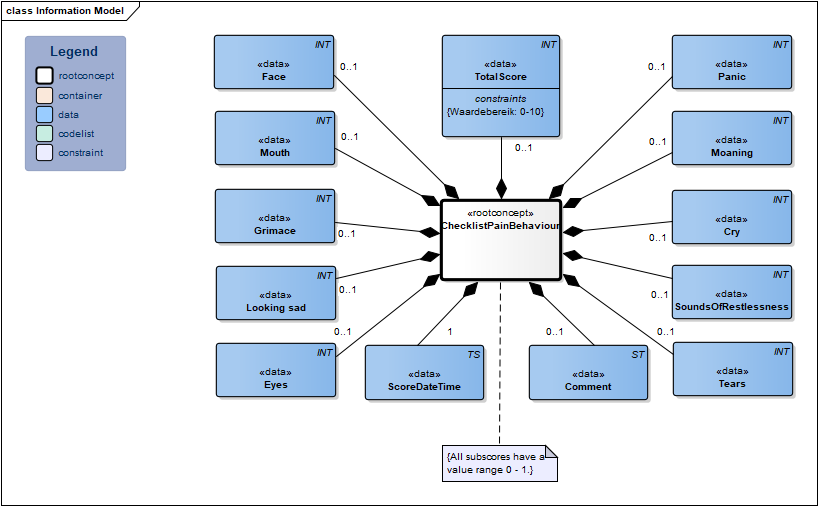 class Information Model
Legend
rootconcept
container
data
codelist
constraint
INT
«data»
Face
0..1
INT
«data»
TotalScore
constraints
{Waardebereik: 0-10}
0..1
INT
«data»
Panic
0..1
INT
«data»
Mouth
0..1
INT
«data»
Moaning
0..1
INT
«data»
Grimace
0..1
«rootconcept»
ChecklistPainBehaviour
INT
«data»
Cry
0..1
INT
«data»
Looking sad
0..1
INT
«data»
SoundsOfRestlessness
0..1
INT
«data»
Eyes
0..1
TS
«data»
ScoreDateTime
1
ST
«data»
Comment
0..1
INT
«data»
Tears
0..1
{All subscores have a
value range 0 - 1.}